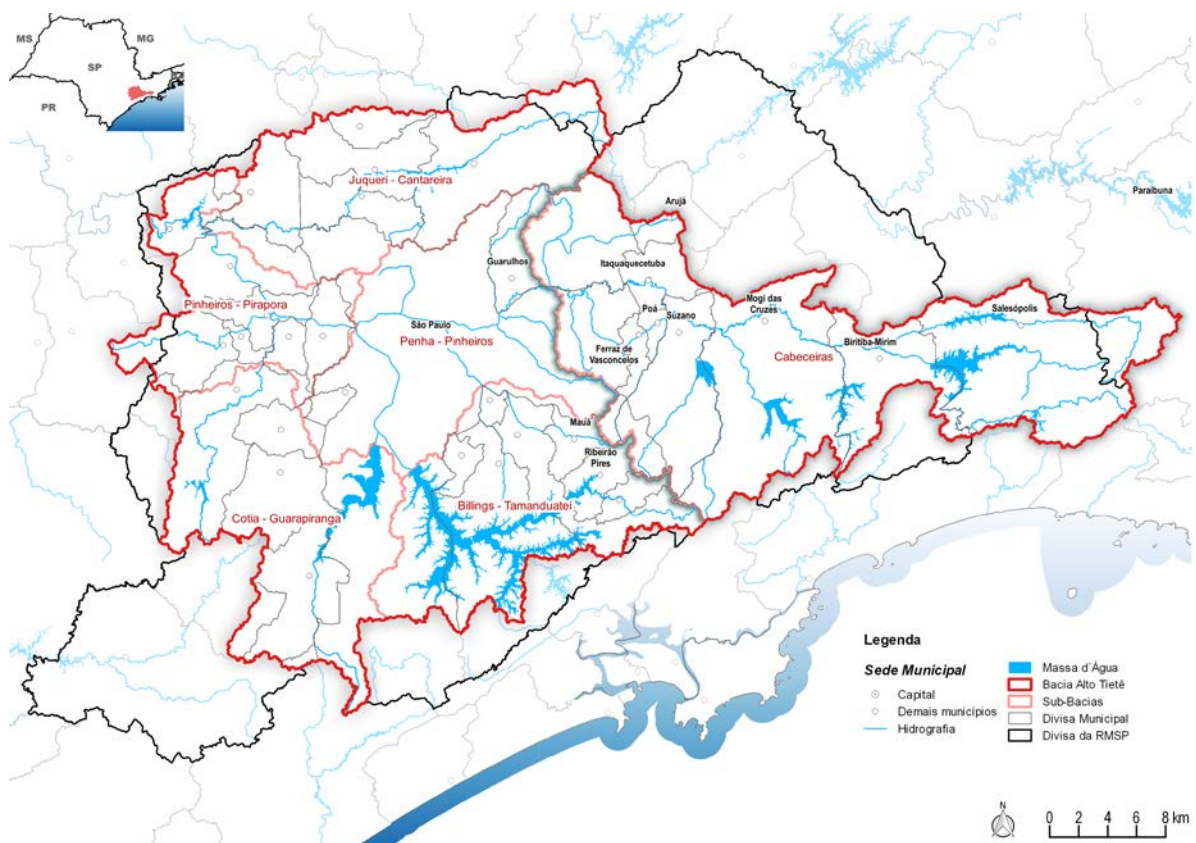 MS
MG
SP
PR
Juqueri - Cantareira
Paraibuna
Arujá
Guarulhos
Itaquaquecetuba
Pinheiros - Pirapora
Poá
Súzano
Mogi das
Cruzes
Salesópolis
São Paulo
Penha - Pinheiros
Ferraz de
Vasconcelos
Cabeceiras
Biritiba-Mirim
Mauá
Ribeirão
Pires
Cotia - Guarapiranga
Billings - Tamanduateí
Legenda
Sede Municipal
Capital
Demais municípios
Hidrografia
Massa d´Água
Bacia Alto Tietê
Sub-Bacias
Divisa Municipal
Divisa da RMSP
N
0 2 4 6 8 km